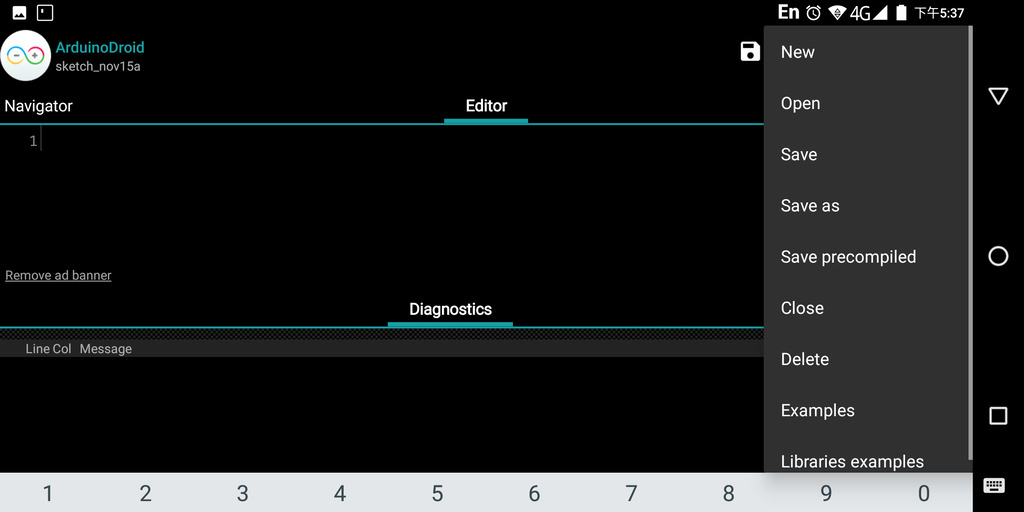 En 4G 下午5:37
ArduinoDroid
sketch_nov15a
Navigator Editor
1
Remove ad banner
Diagnostics
Line Col Message
New
Open
Save
Save as
Save precompiled
Close
Delete
Examples
Libraries examples
1 2 3 4 5 6 7 8 9 0